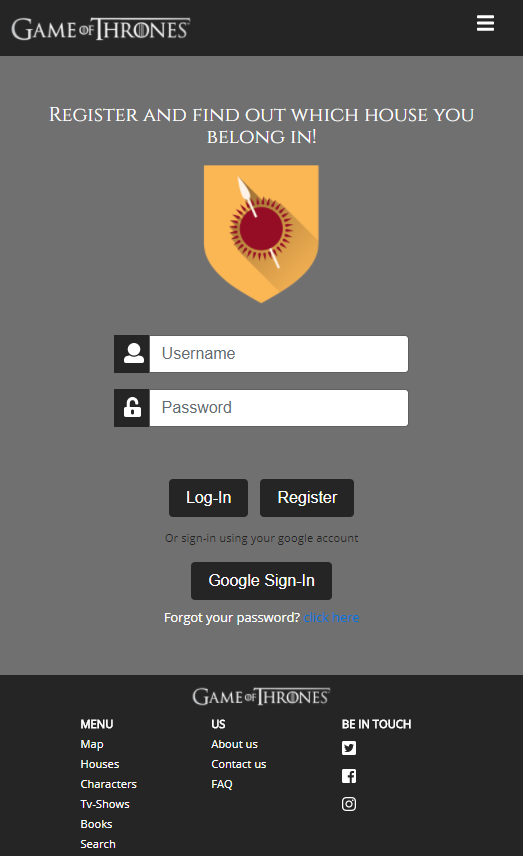 GAME OF THRONES
Register and find out which house you
belong in!
Username
Password
Log-In Register
Or sign-in using your google account
Google Sign-In
Forgot your password? click here
GAME OF THRONES
MENU
Map
Houses
Characters
Tv-Shows
Books
Search
US
About us
Contact us
FAQ
BE IN TOUCH